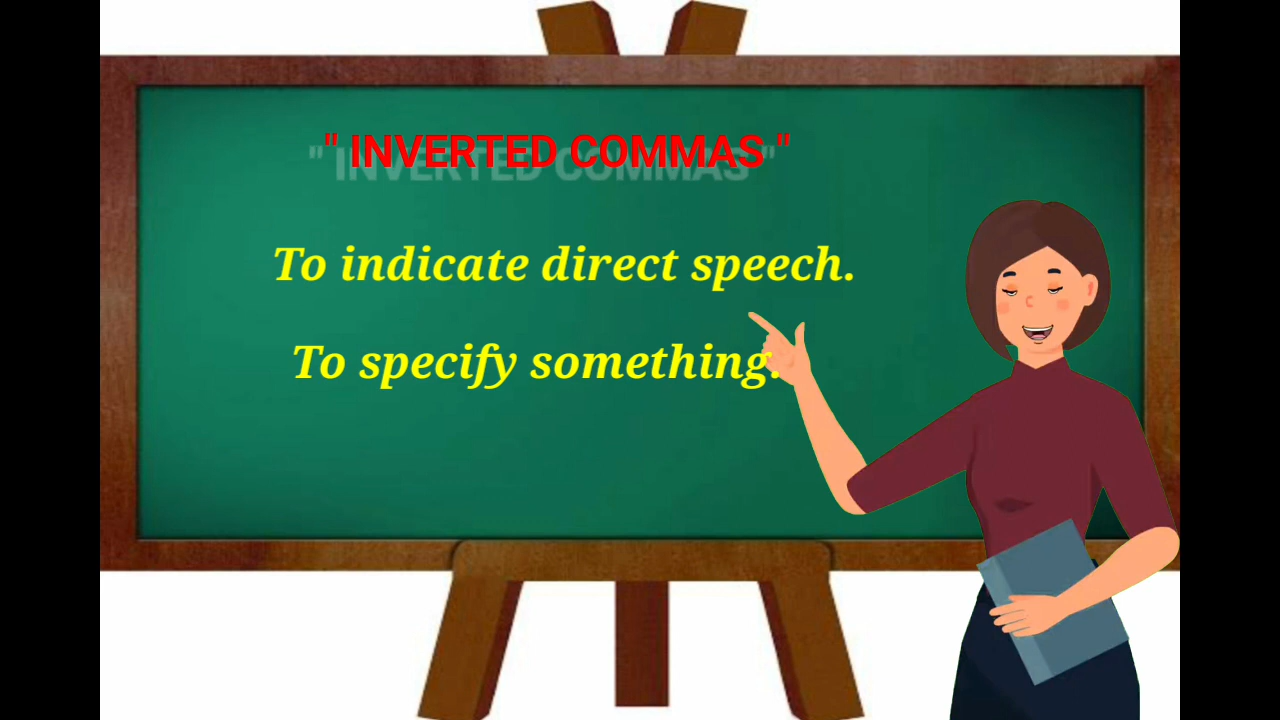 " INVERTED COMMAS "
To indicate direct speech.
To specify something.